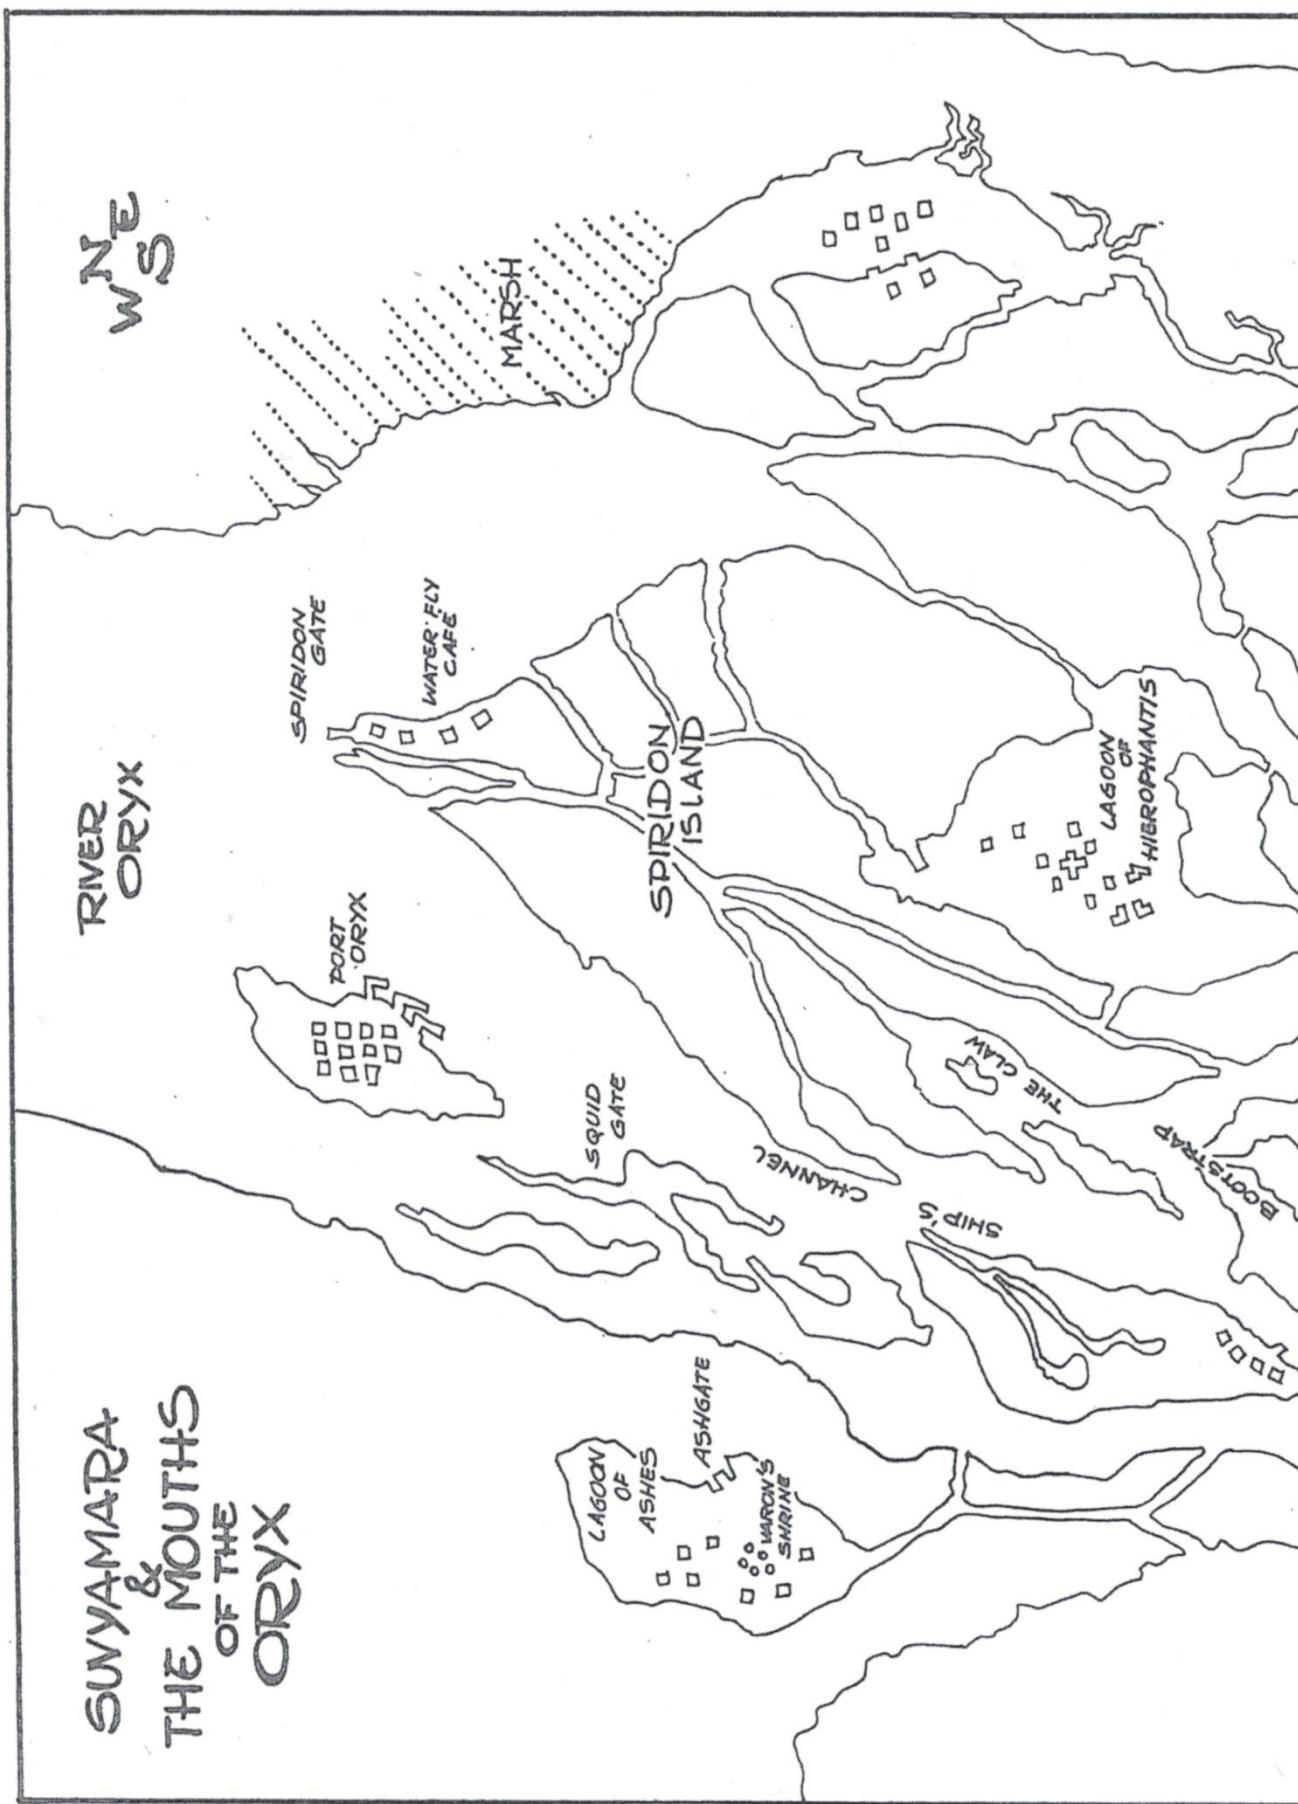 SUVYAMARA
&
THE MOUTHS
OF THE
ORYX
RIVER
ORYX
N
W E
S
PORT
ORYX
SPIRIDON
GATE
WATER·FLY
CAFÉ
MARSH
SQUID
GATE
SPIRIDON
ISLAND
LAGOON
OF
ASHES
ASHGATE
VARON'S
SHRINE
SHIP'S
CHANNEL
THE CLAW
BOOTSTRAP
LAGOON
OF
HIEROPHANTIS